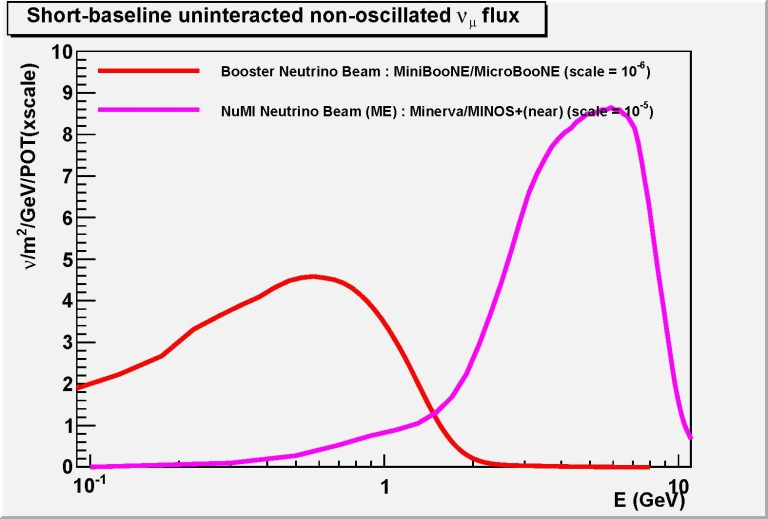 Short-baseline uninteracted non-oscillated νμ flux
ν/m²/GeV/POT(xscale)
10
9
8
7
6
5
4
3
2
1
0
Booster Neutrino Beam : MiniBooNE/MicroBooNE (scale = 10⁻⁶)
NuMI Neutrino Beam (ME) : Minerva/MINOS+(near) (scale = 10⁻⁵)
10⁻¹ 1 10
E (GeV)